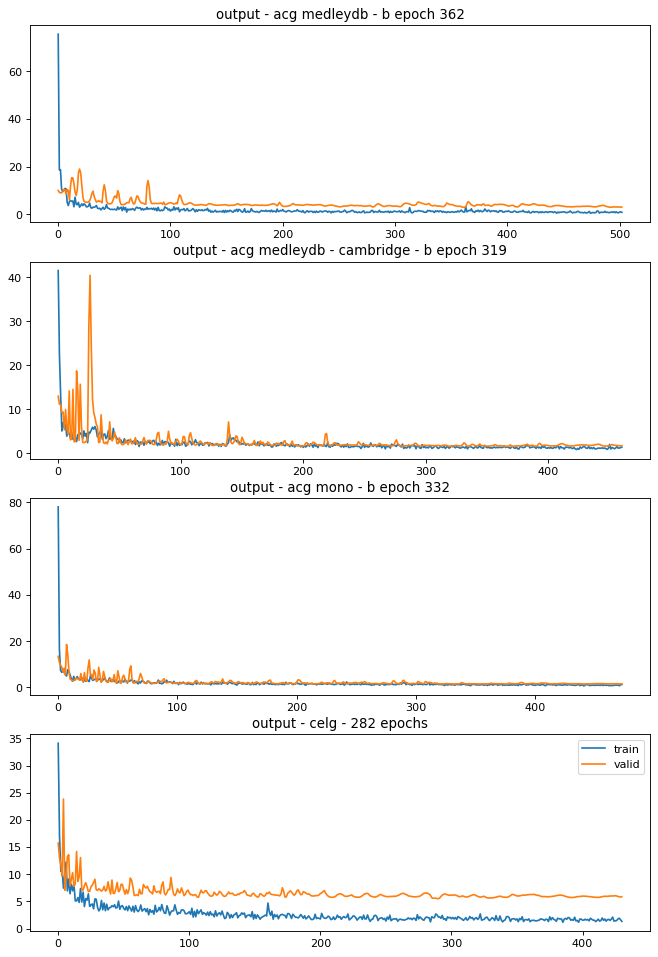 output - acg medleydb - b epoch 362
60
40
20
0
0 100 200 300 400 500
output - acg medleydb - cambridge - b epoch 319
40
30
20
10
0
0 100 200 300 400
output - acg mono - b epoch 332
80
60
40
20
0
0 100 200 300 400
output - celg - 282 epochs
35
30
25
20
15
10
5
0
train
valid
0 100 200 300 400